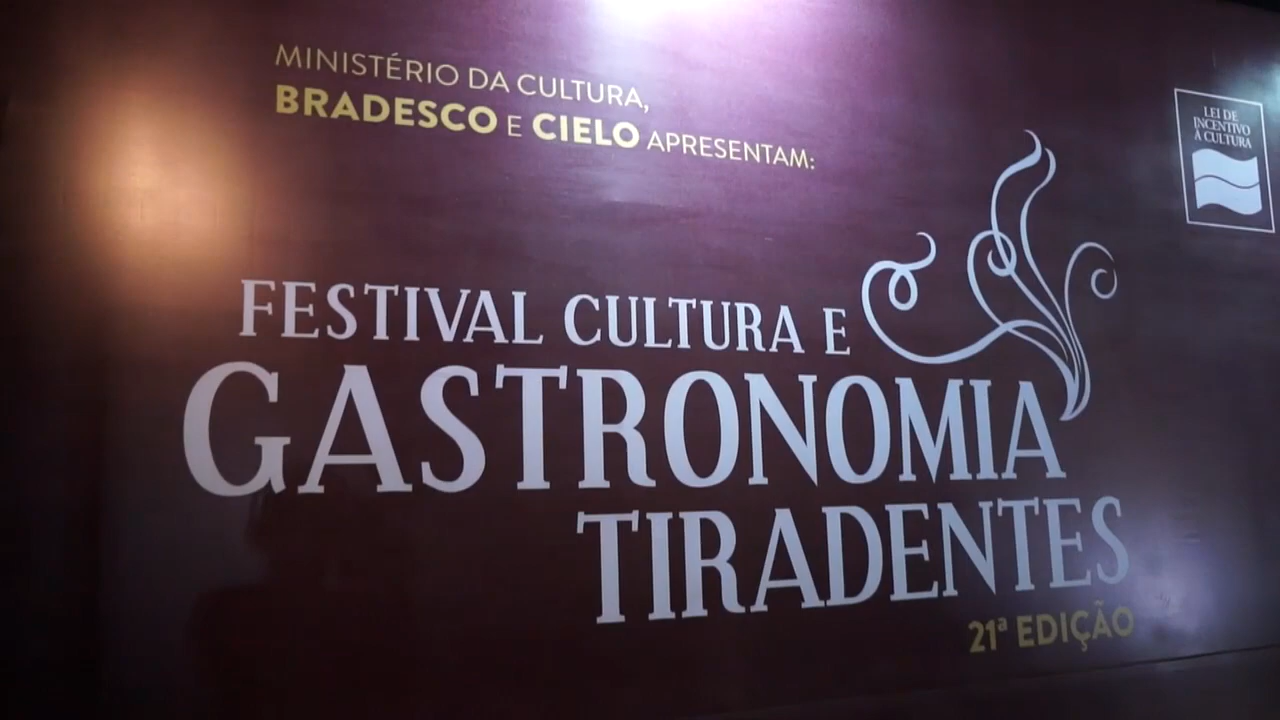 MINISTÉRIO DA CULTURA,
BRADESCO E CIELO APRESENTAM:
LEI DE
INCENTIVO
À CULTURA
FESTIVAL CULTURA E
GASTRONOMIA
TIRADENTES
21ª EDIÇÃO